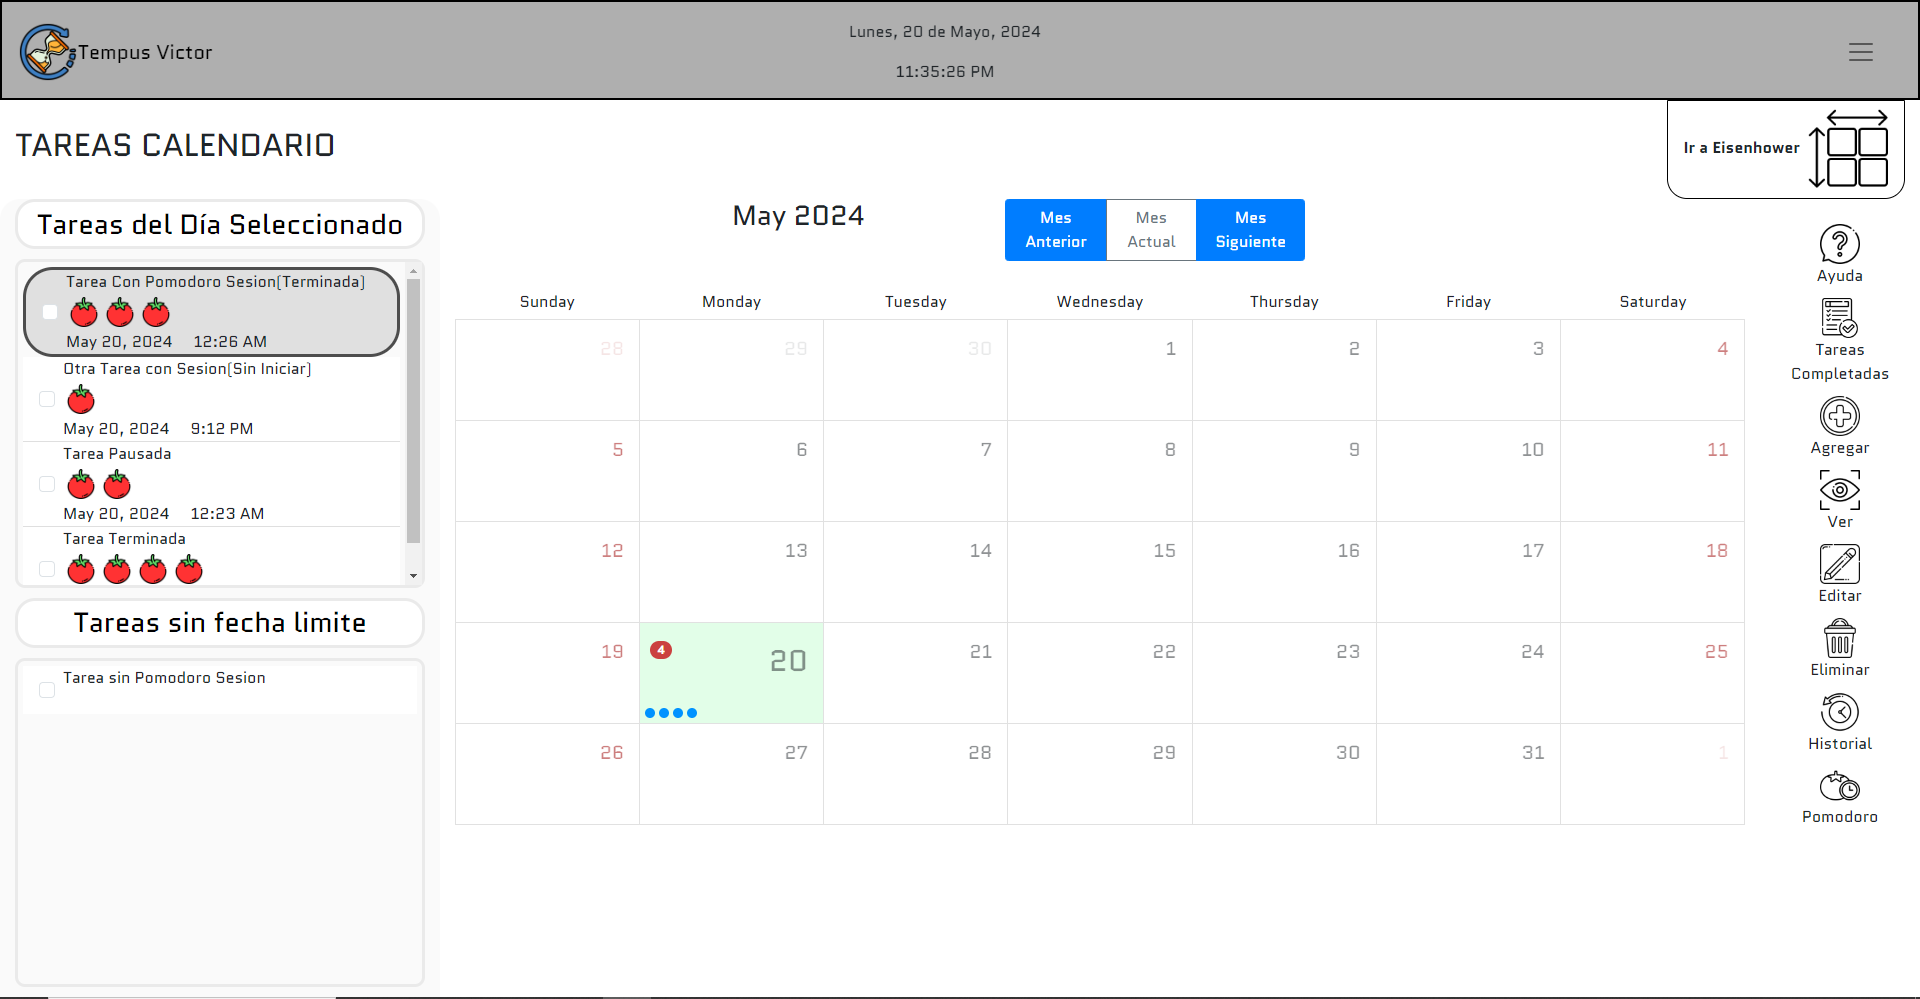 Tempus Victor
Lunes, 20 de Mayo, 2024
11:35:26 PM
TAREAS CALENDARIO
Ir a Eisenhower
Tareas del Día Seleccionado
Tarea Con Pomodoro Sesion(Terminada)
May 20, 2024 12:26 AM
Otra Tarea con Sesion(Sin Iniciar)
May 20, 2024 9:12 PM
Tarea Pausada
May 20, 2024 12:23 AM
Tarea Terminada
Tareas sin fecha limite
Tarea sin Pomodoro Sesion
May 2024
Mes Anterior
Mes Actual
Mes Siguiente
Sunday Monday Tuesday Wednesday Thursday Friday Saturday
28 29 30 1 2 3 4
5 6 7 8 9 10 11
12 13 14 15 16 17 18
19 4 20 21 22 23 24 25
26 27 28 29 30 31 1
Ayuda
Tareas
Completadas
Agregar
Ver
Editar
Eliminar
Historial
Pomodoro